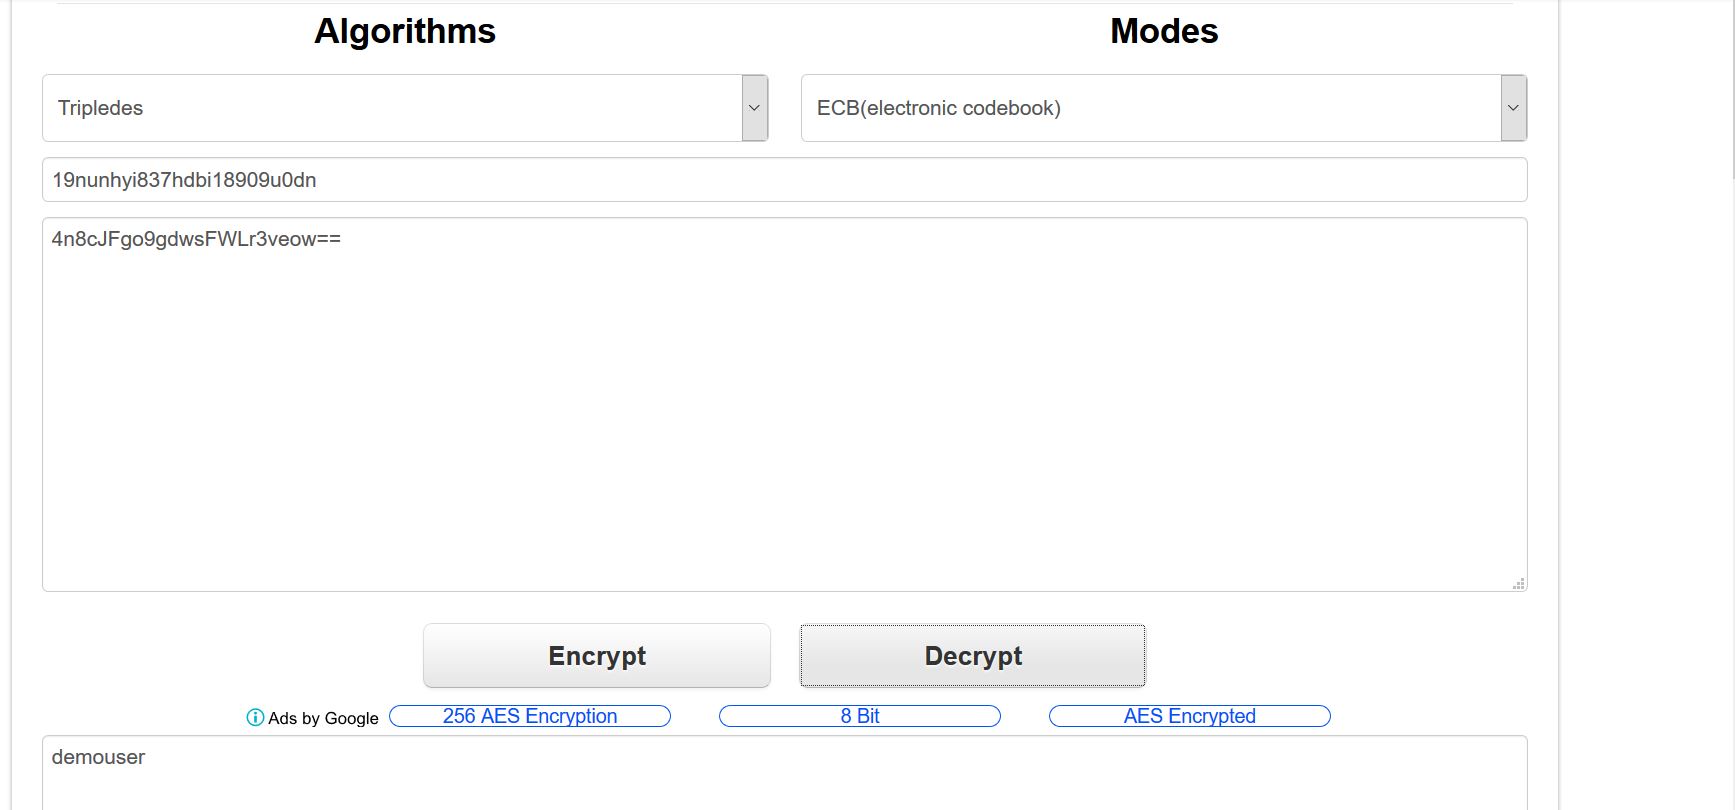 Algorithms
Modes
Tripledes
ECB(electronic codebook)
19nunhyi837hdbi18909u0dn
4n8cJFgo9gdwsFWLr3veow==
Encrypt
Decrypt
Ads by Google
256 AES Encryption
8 Bit
AES Encrypted
demouser